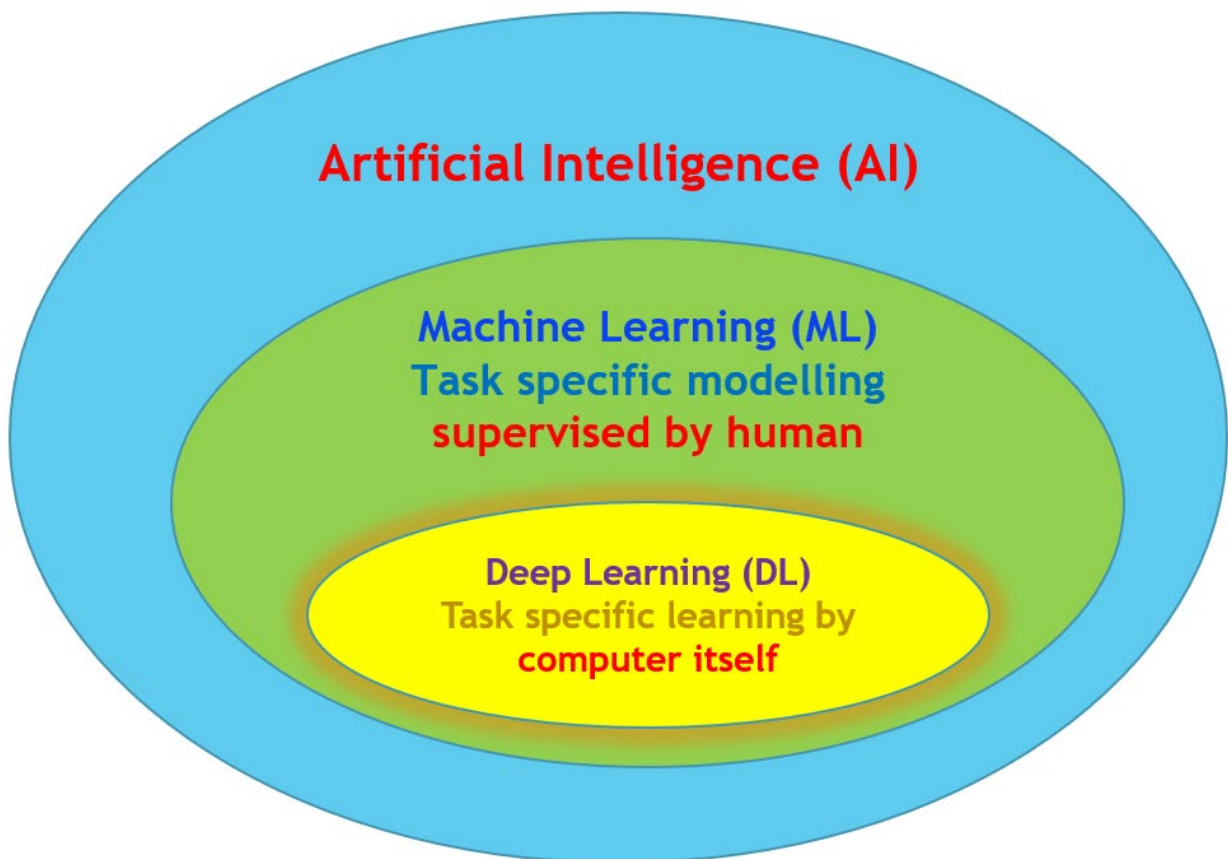 Artificial Intelligence (AI)
Machine Learning (ML)
Task specific modelling
supervised by human
Deep Learning (DL)
Task specific learning by
computer itself